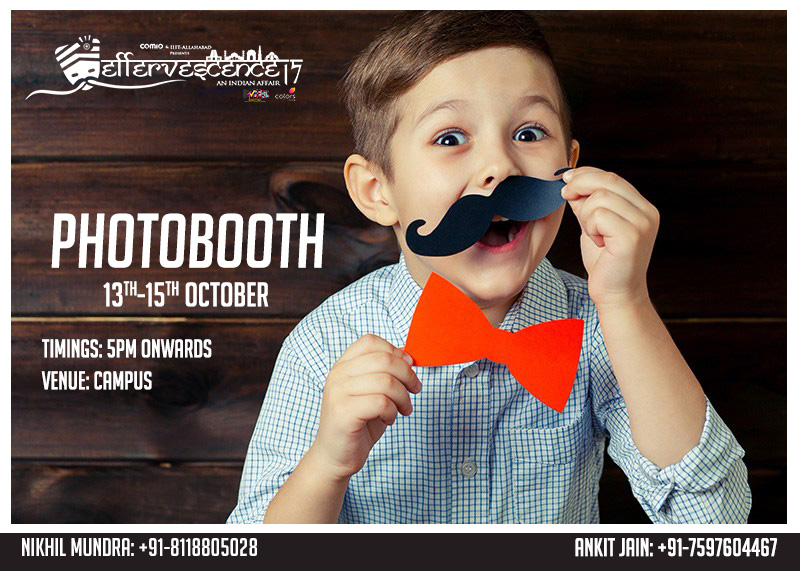 COMIO & IIIT-ALLAHABAD
PRESENTS
effervescence'17
AN INDIAN AFFAIR
colors
PHOTOBOOTH
13TH-15TH OCTOBER
TIMINGS: 5PM ONWARDS
VENUE: CAMPUS
NIKHIL MUNDRA: +91-8118805028
ANKIT JAIN: +91-7597604467